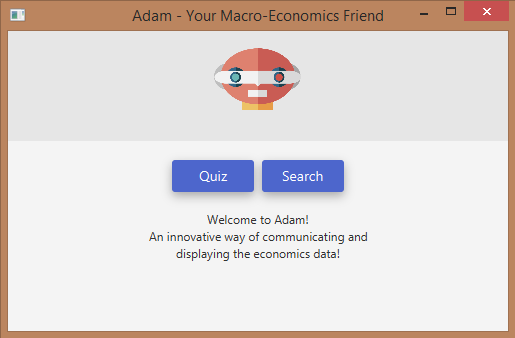 Adam - Your Macro-Economics Friend
Quiz
Search
Welcome to Adam!
An innovative way of communicating and
displaying the economics data!